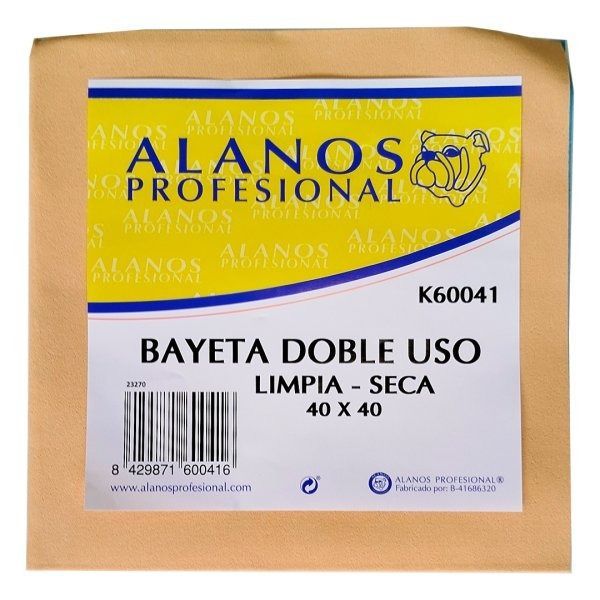 ALANOS
PROFESIONAL
K60041
BAYETA DOBLE USO
LIMPIA - SECA
40 X 40
23270
8 429871 600416
www.alanosprofesional.com
ALANOS PROFESIONAL®
Fabricado por: B-41686320